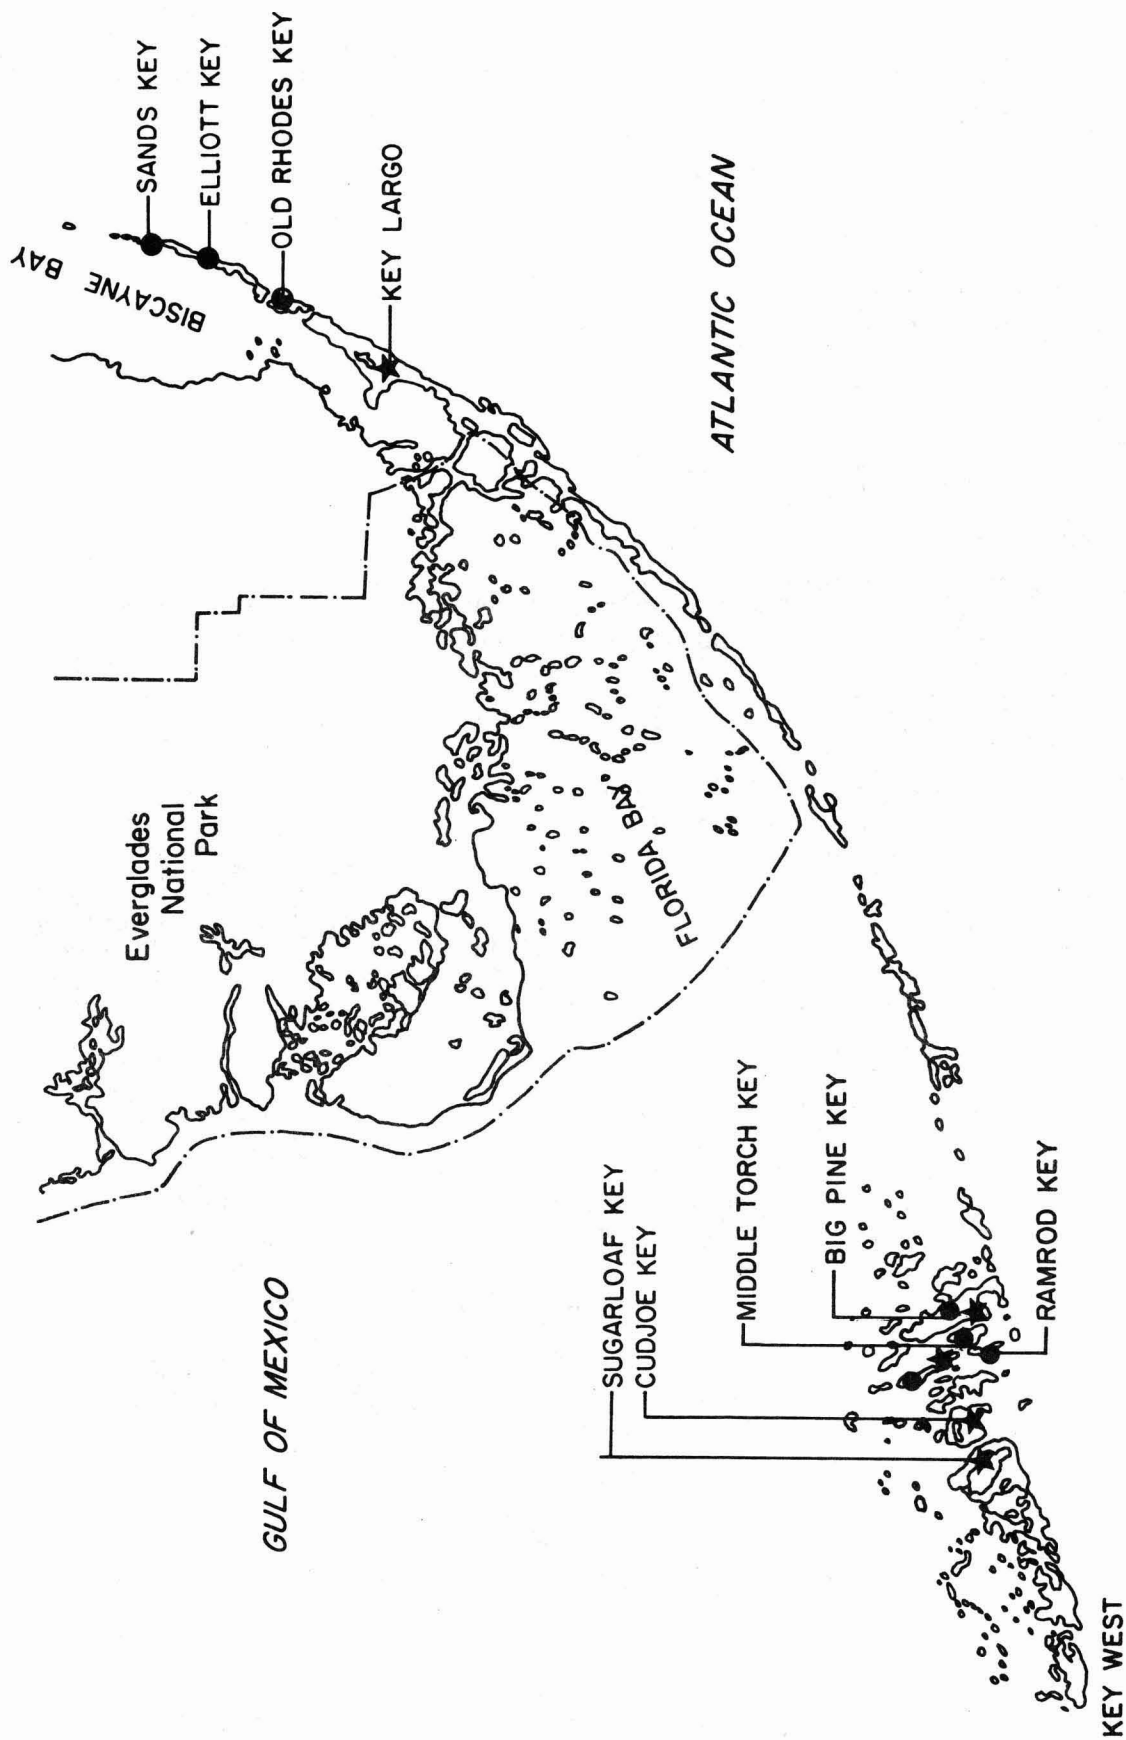 SANDS KEY
ELLIOTT KEY
OLD RHODES KEY
KEY LARGO
BISCAYNE BAY
ATLANTIC OCEAN
Everglades
National
Park
FLORIDA BAY
GULF OF MEXICO
SUGARLOAF KEY
CUDJOE KEY
MIDDLE TORCH KEY
BIG PINE KEY
RAMROD KEY
KEY WEST